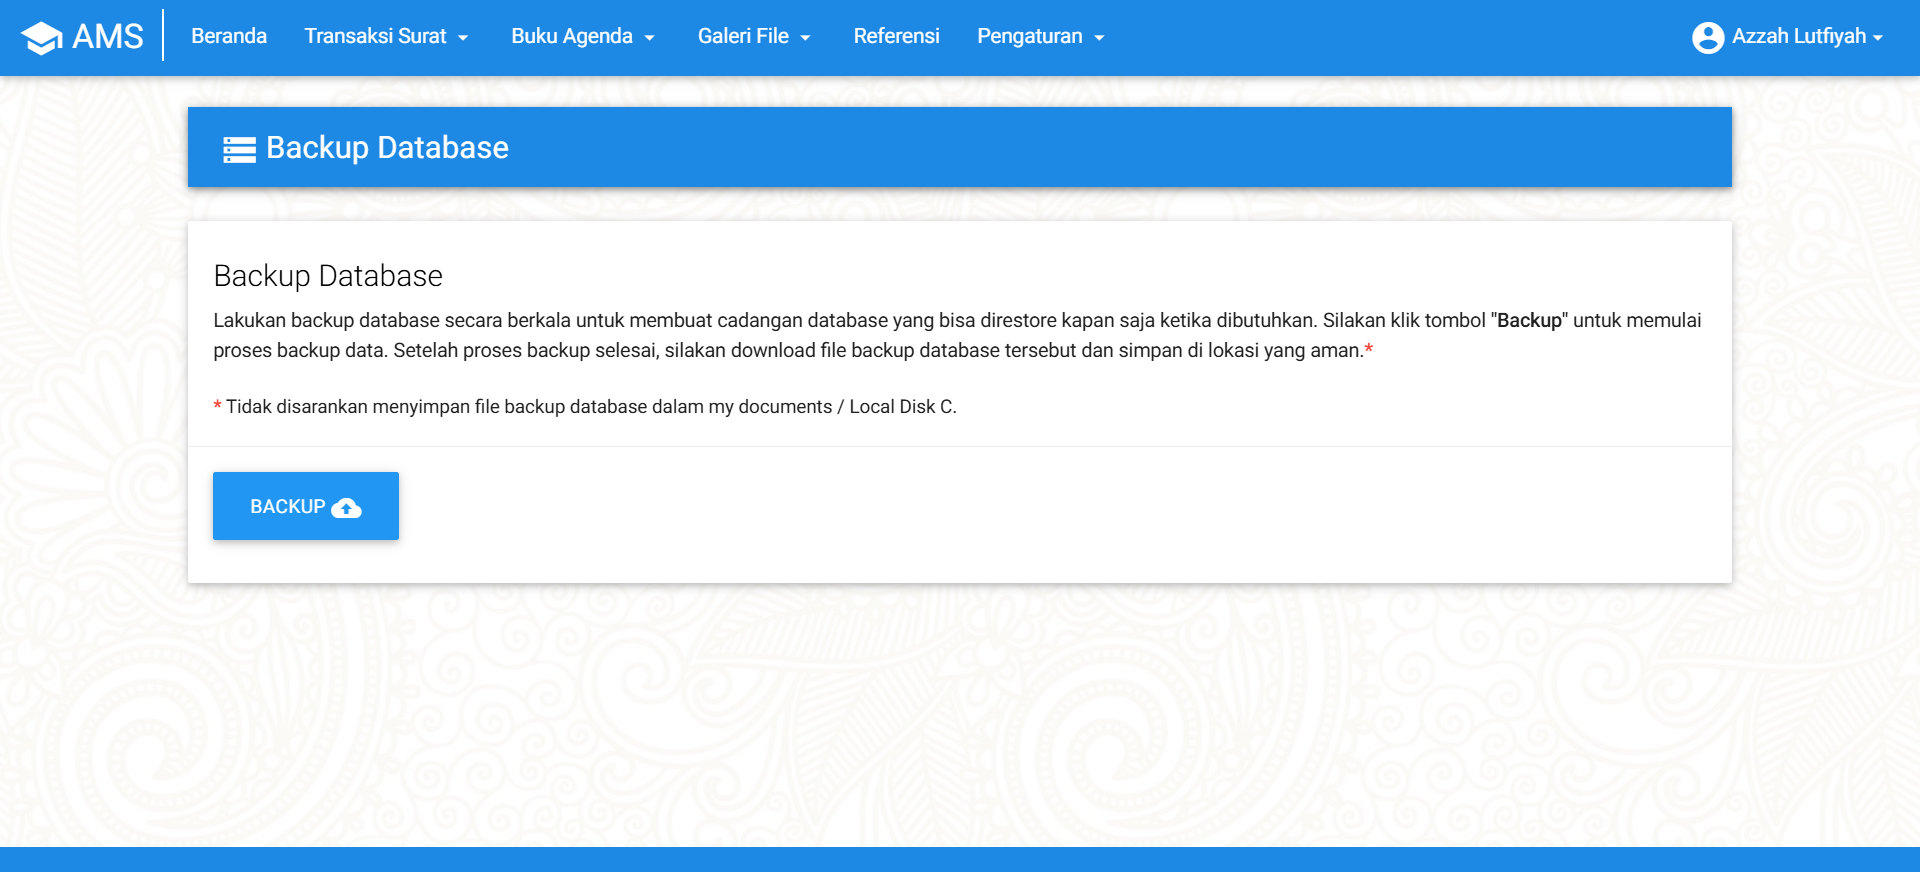 AMS
Beranda
Transaksi Surat
Buku Agenda
Galeri File
Referensi
Pengaturan
Azzah Lutfiyah
Backup Database
Backup Database
Lakukan backup database secara berkala untuk membuat cadangan database yang bisa direstore kapan saja ketika dibutuhkan. Silakan klik tombol "Backup" untuk memulai
proses backup data. Setelah proses backup selesai, silakan download file backup database tersebut dan simpan di lokasi yang aman.*
* Tidak disarankan menyimpan file backup database dalam my documents / Local Disk C.
BACKUP